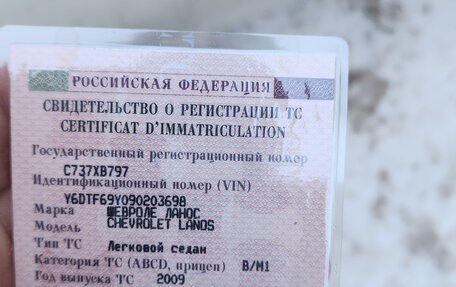 РОССИЙСКАЯ ФЕДЕРАЦИЯ
СВИДЕТЕЛЬСТВО О РЕГИСТРАЦИИ ТС
CERTIFICAT D'IMMATRICULATION
Государственный регистрационный номер
С737ХВ797
Идентификационный номер (VIN)
Y6DTF69Y090203698
Марка ШЕВРОЛЕ ЛАНОС
Модель CHEVROLET LANOS
Тип ТС Легковой седан
Категория ТС (ABCD, прицеп) B/M1
Год выпуска ТС 2009